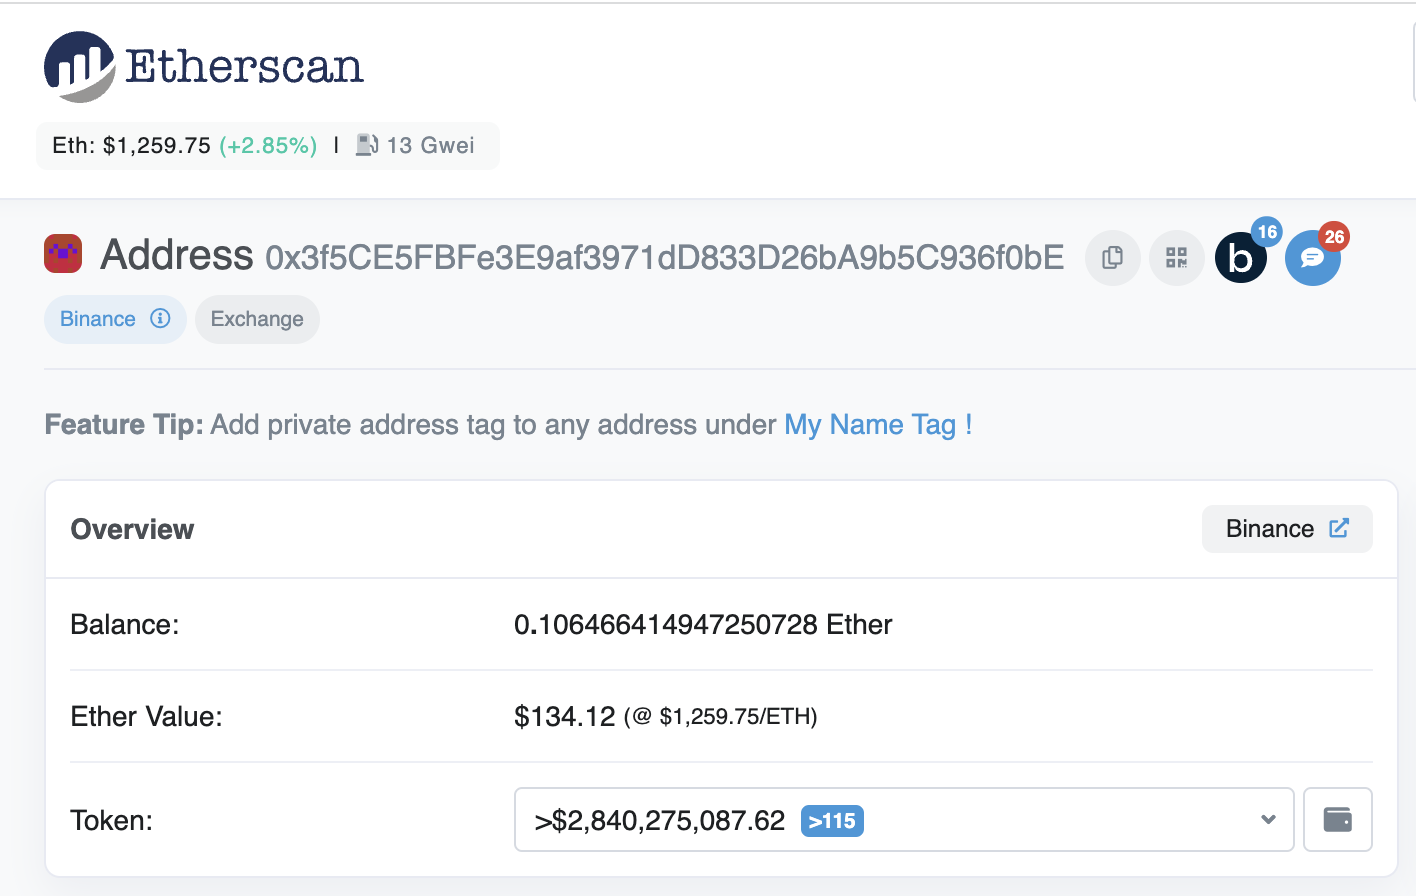 Etherscan
Eth: $1,259.75 (+2.85%) | 13 Gwei
Address 0x3f5CE5FBFe3E9af3971dD833D26bA9b5C936f0bE b 16 26
Binance Exchange
Feature Tip: Add private address tag to any address under My Name Tag !
Overview Binance
Balance: 0.106466414947250728 Ether
Ether Value: $134.12 (@ $1,259.75/ETH)
Token: >$2,840,275,087.62 >115